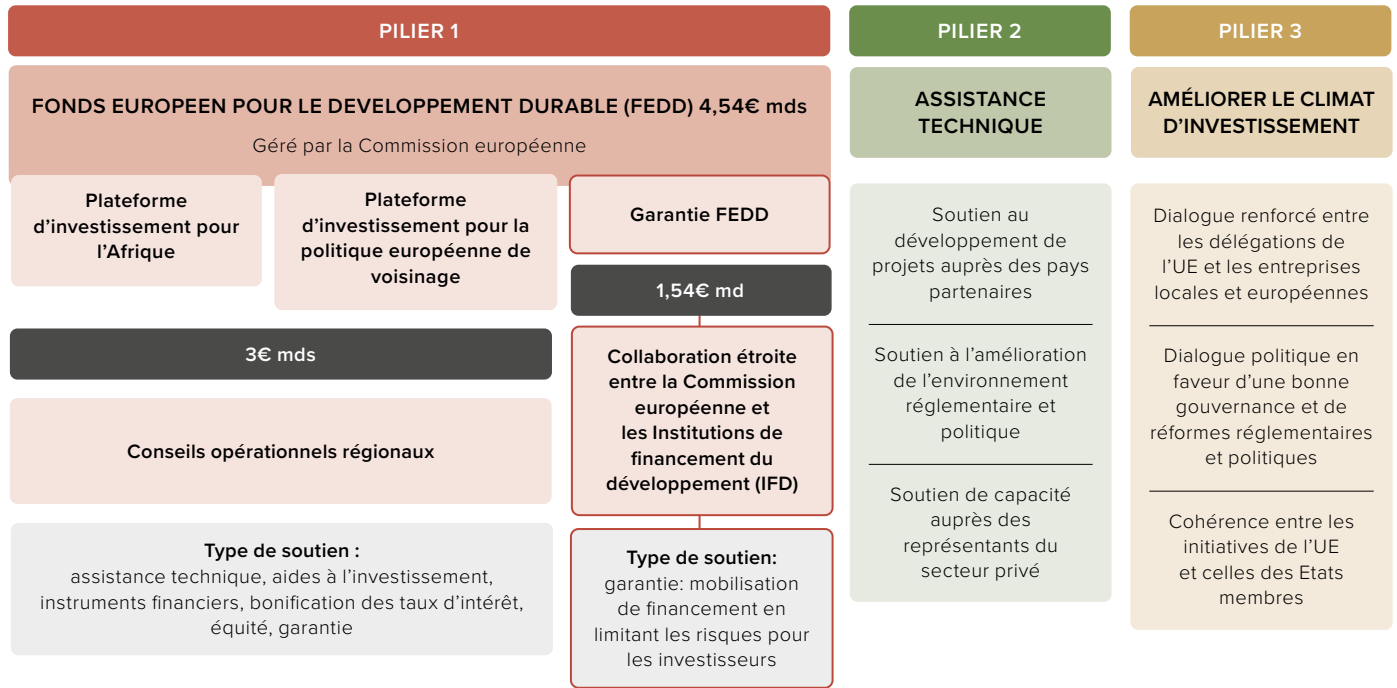 PILIER 1
FONDS EUROPEEN POUR LE DEVELOPPEMENT DURABLE (FEDD) 4,54€ mds
Géré par la Commission européenne
Plateforme
d’investissement pour
l’Afrique
Plateforme
d’investissement pour la
politique européenne de
voisinage
3€ mds
Conseils opérationnels régionaux
Type de soutien :
assistance technique, aides à l’investissement,
instruments financiers, bonification des taux d’intérêt,
équité, garantie
Garantie FEDD
1,54€ md
Collaboration étroite
entre la Commission
européenne et
les Institutions de
financement du
développement (IFD)
Type de soutien:
garantie: mobilisation
de financement en
limitant les risques pour
les investisseurs
PILIER 2
ASSISTANCE
TECHNIQUE
Soutien au
développement de
projets auprès des pays
partenaires
Soutien à l’amélioration
de l’environnement
réglementaire et
politique
Soutien de capacité
auprès des
représentants du
secteur privé
PILIER 3
AMÉLIORER LE CLIMAT
D’INVESTISSEMENT
Dialogue renforcé entre
les délégations de
l’UE et les entreprises
locales et européennes
Dialogue politique en
faveur d’une bonne
gouvernance et de
réformes réglementaires
et politiques
Cohérence entre les
initiatives de l’UE
et celles des Etats
membres